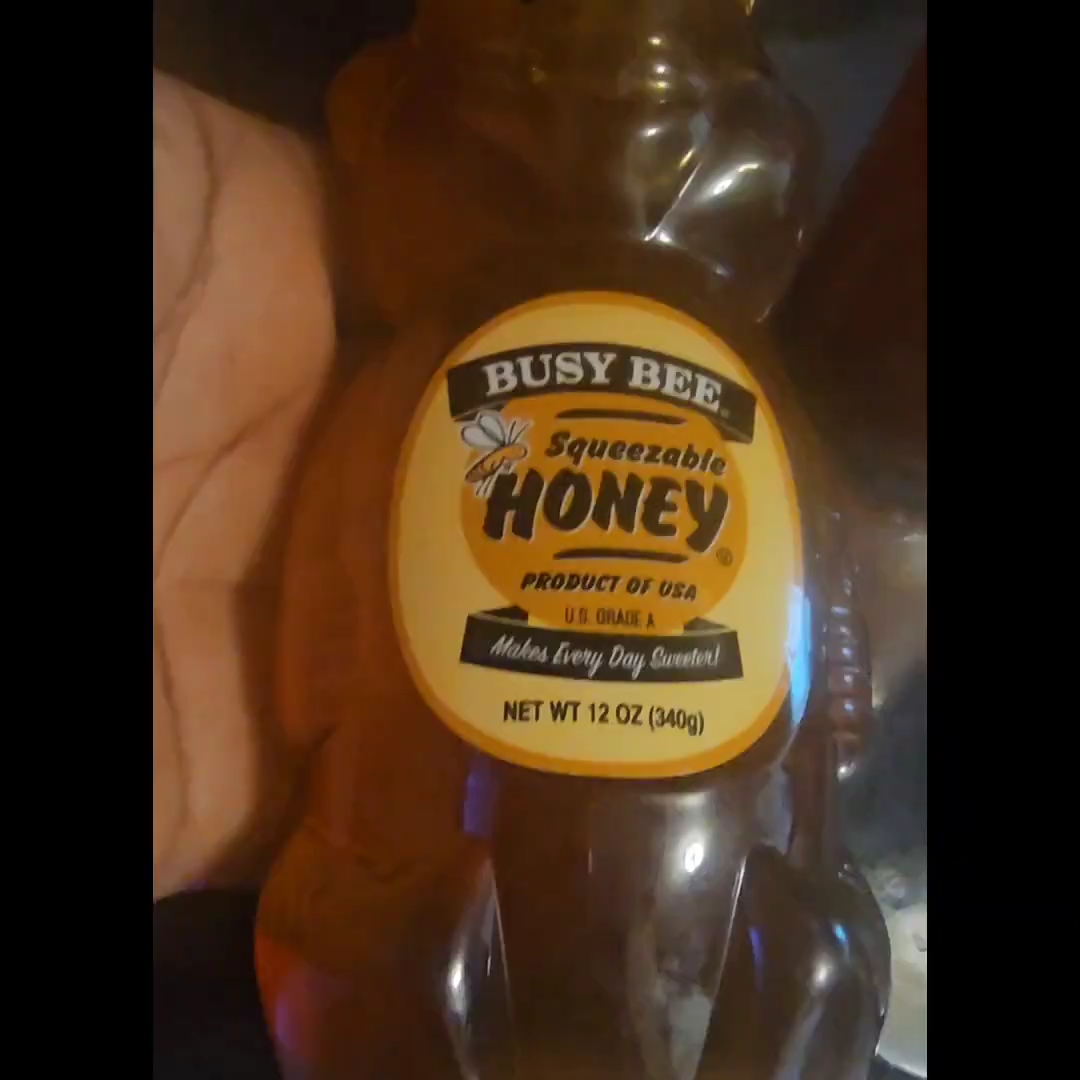 BUSY BEE
Squeezable
HONEY
PRODUCT OF USA
U.S. GRADE A
Makes Every Day Sweeter!
NET WT 12 OZ (340g)